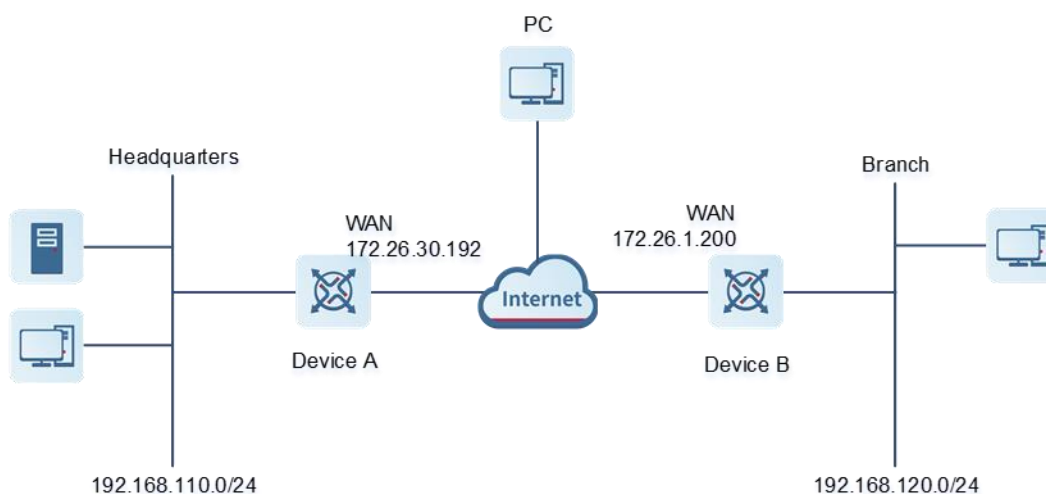 PC
Headquarters
Branch
WAN
172.26.30.192
WAN
172.26.1.200
Internet
Device A
Device B
192.168.110.0/24
192.168.120.0/24